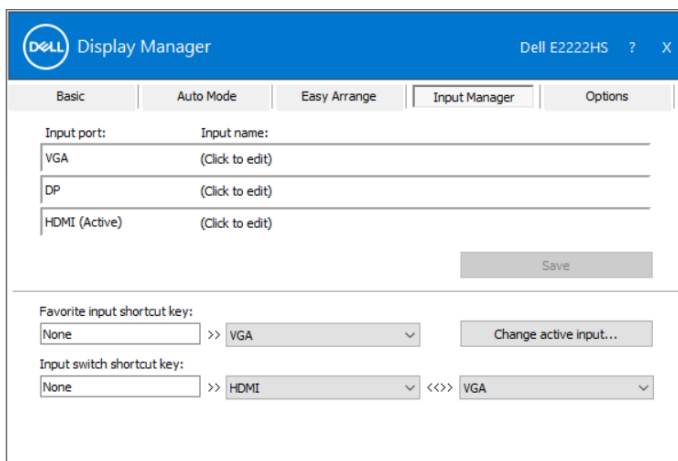 DELL Display Manager Dell E2222HS ? X
Basic Auto Mode Easy Arrange Input Manager Options
Input port: Input name:
VGA (Click to edit)
DP (Click to edit)
HDMI (Active) (Click to edit)
Save
Favorite input shortcut key:
None >> VGA Change active input...
Input switch shortcut key:
None >> HDMI <<>> VGA